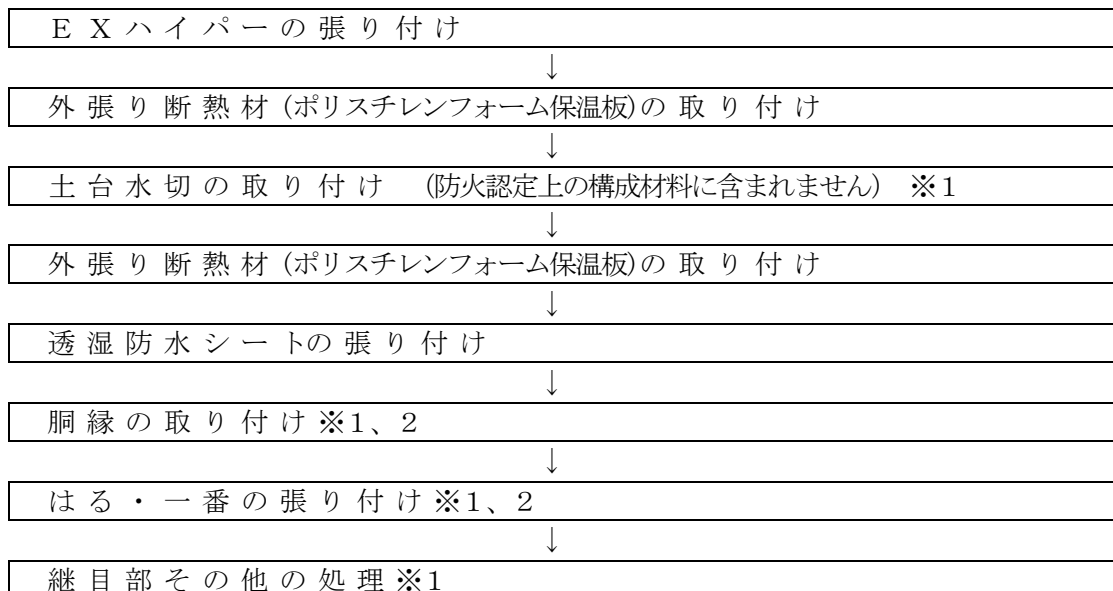 ＥＸハイパーの張り付け
↓
外張り断熱材(ポリスチレンフォーム保温板)の取り付け
↓
土台水切の取り付け　(防火認定上の構成材料に含まれません)　※１
↓
外張り断熱材(ポリスチレンフォーム保温板)の取り付け
↓
透湿防水シートの張り付け
↓
胴縁の取り付け※１、２
↓
はる・一番の張り付け※１、２
↓
継目部その他の処理※１